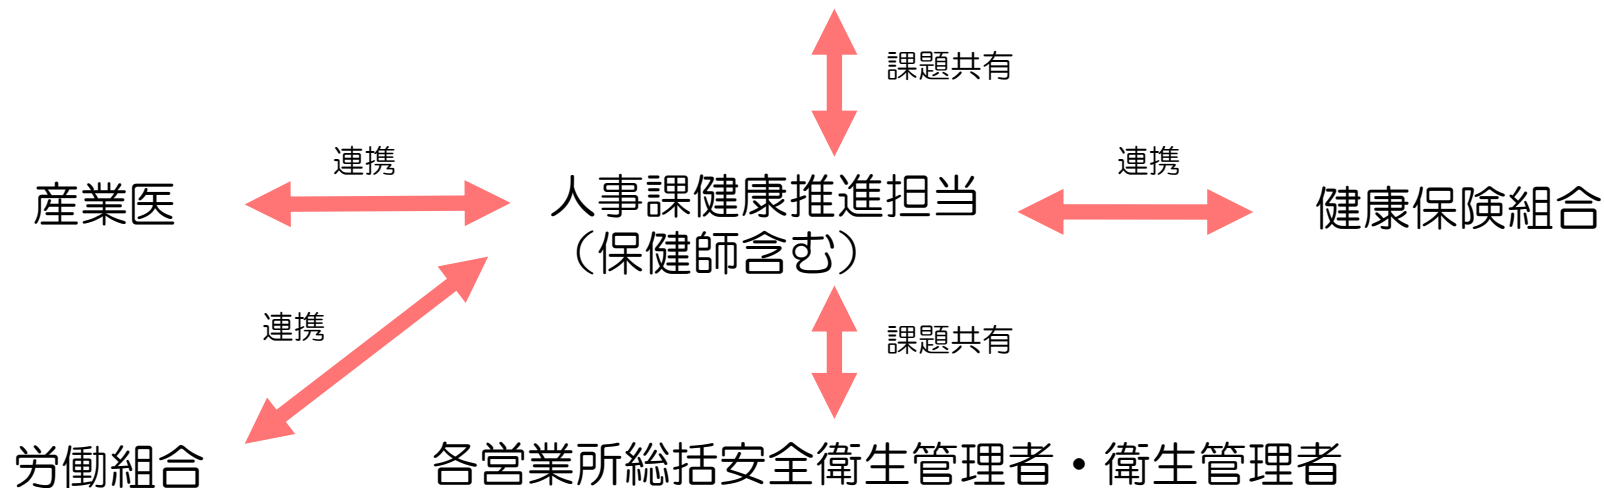 課題共有
連携
連携
産業医
人事課健康推進担当
（保健師含む）
健康保険組合
連携
課題共有
労働組合
各営業所総括安全衛生管理者・衛生管理者